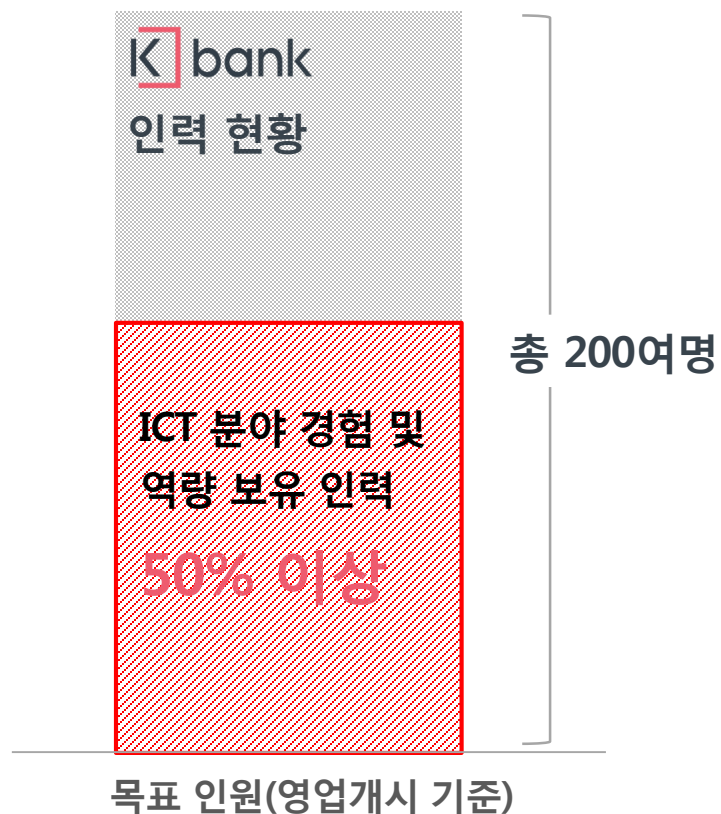 K bank
인력 현황
총 200여명
ICT 분야 경험 및
역량 보유 인력
50% 이상
목표 인원(영업개시 기준)